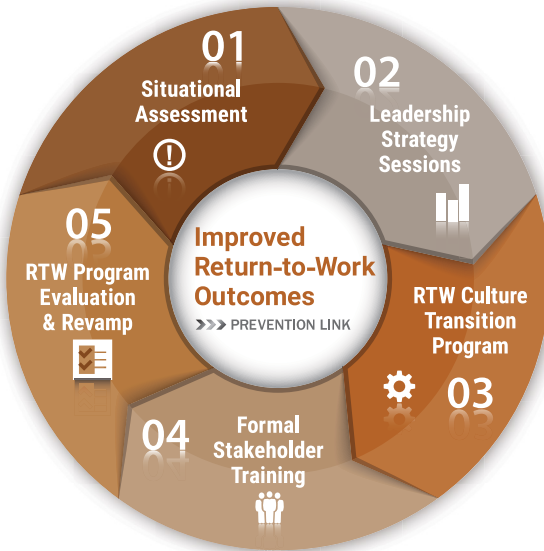 01
Situational
Assessment
02
Leadership
Strategy
Sessions
RTW Culture
Transition
Program
03
04
Formal
Stakeholder
Training
05
RTW Program
Evaluation
& Revamp
Improved
Return-to-Work
Outcomes
>>> PREVENTION LINK